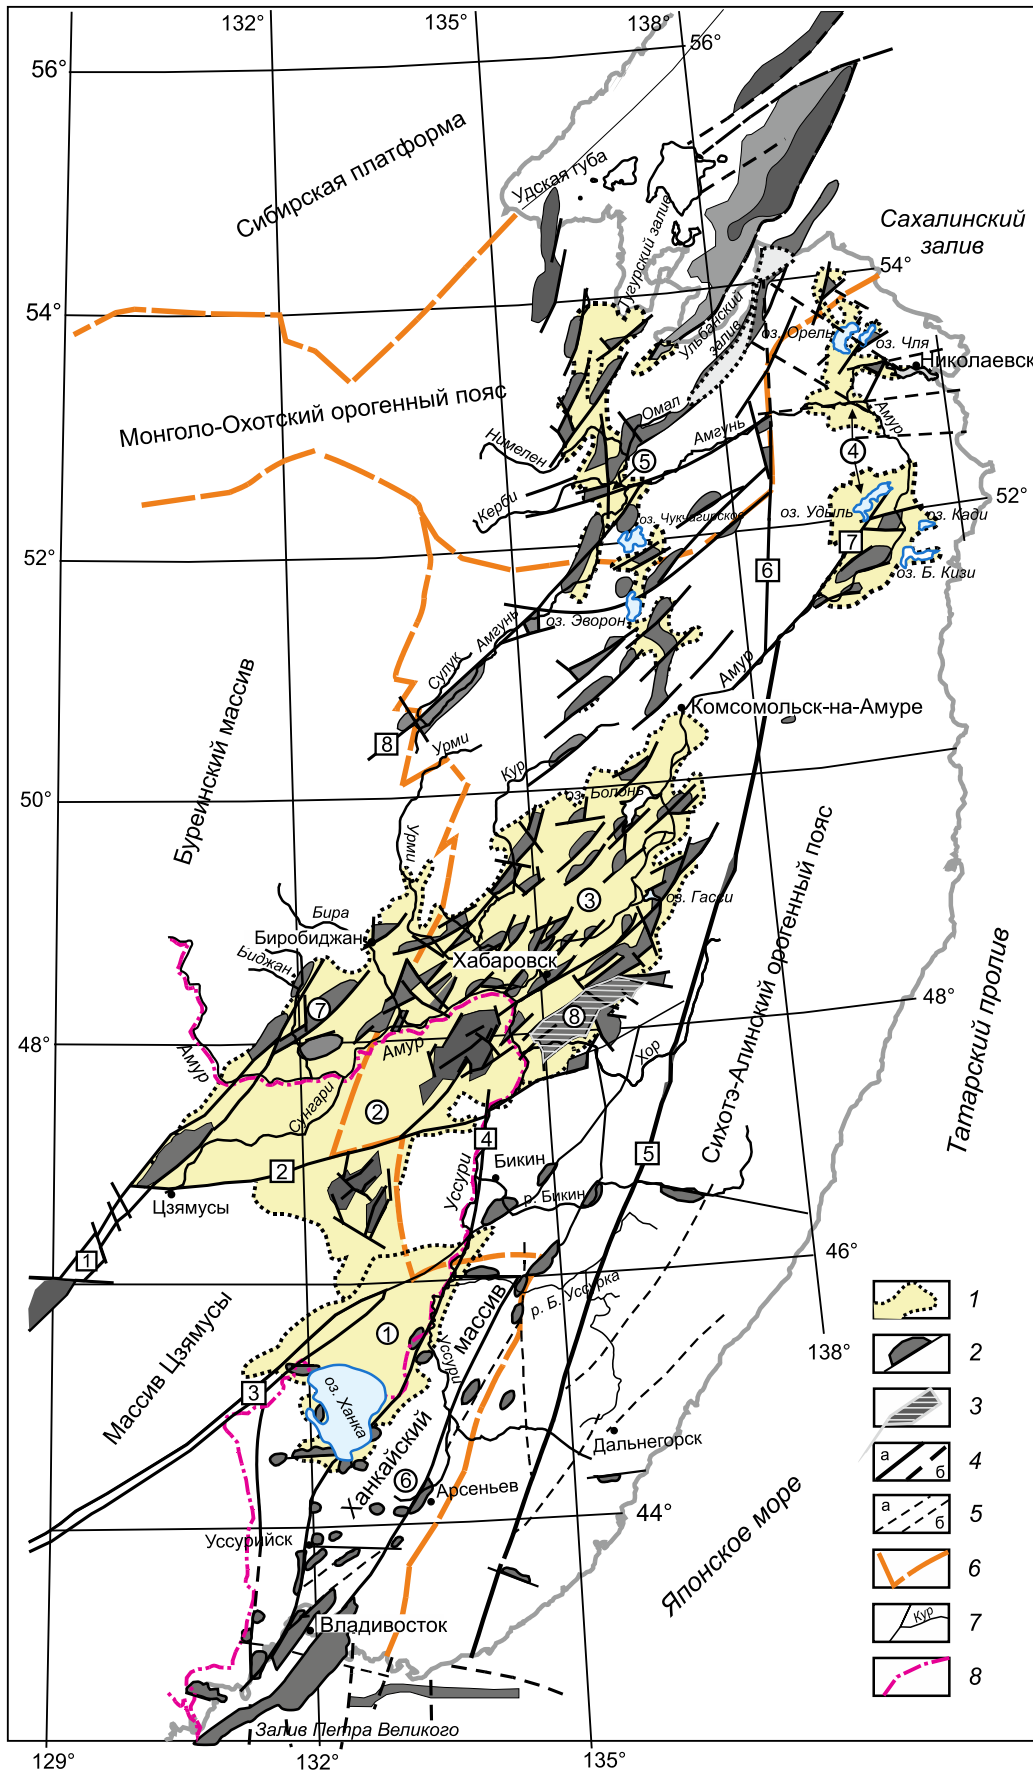 132°
135°
138°
56°
56°
Сибирская платформа
Удская губа
Тугурский залив
Сахалинский
залив
54°
54°
Ульбанский
залив
оз. Орель
оз. Чля
Николаевск
Монголо-Охотский орогенный пояс
Омал
Амгунь
Амур
Нимелен
5
4
Керби
52°
оз. Чукчагирское
оз. Удыль
оз. Кади
7
52°
6
оз. Б. Кизи
Амгунь
оз. Эворон
Сулук
Амур
Буреинский массив
Комсомольск-на-Амуре
8
Урми
Кур
50°
оз. Болонь
Урми
3
оз. Гасси
Сихотэ-Алинский орогенный пояс
Бира
Биробиджан
Биджан
Хабаровск
7
8
48°
48°
Амур
Амур
Хор
Татарский пролив
Сунгари
2
4
5
2
Бикин
Уссури
р. Бикин
Цзямусы
1
46°
р. Б. Уссурка
1
1
массив
Уссури
2
138°
Массив Цзямусы
3
3
оз. Ханка
Ханкайский
Дальнегорск
а
б
4
6
Арсеньев
44°
а
б
5
Уссурийск
Японское море
6
Кур
7
Владивосток
8
Залив Петра Великого
129°
132°
135°